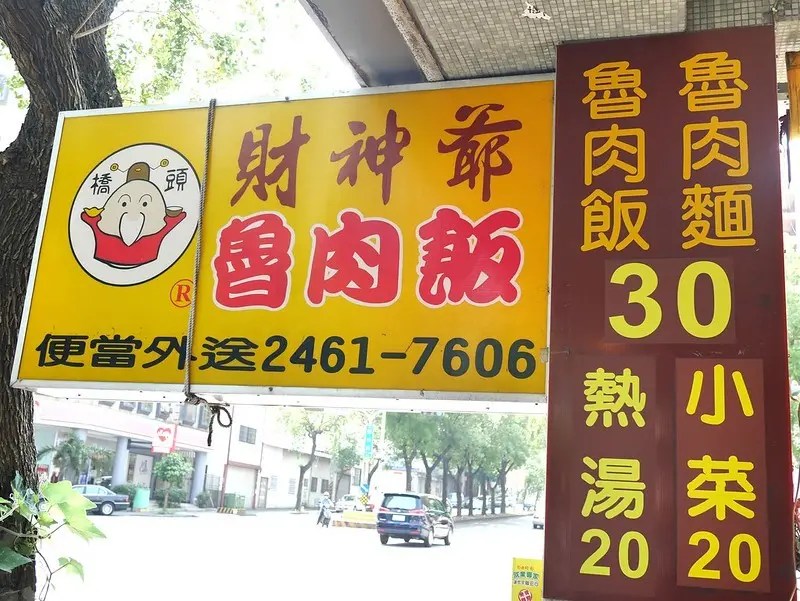 橋頭
財神爺
魯肉飯
®
便當外送2461-7606
魯肉飯
魯肉麵
30
熱湯
20
小菜
20